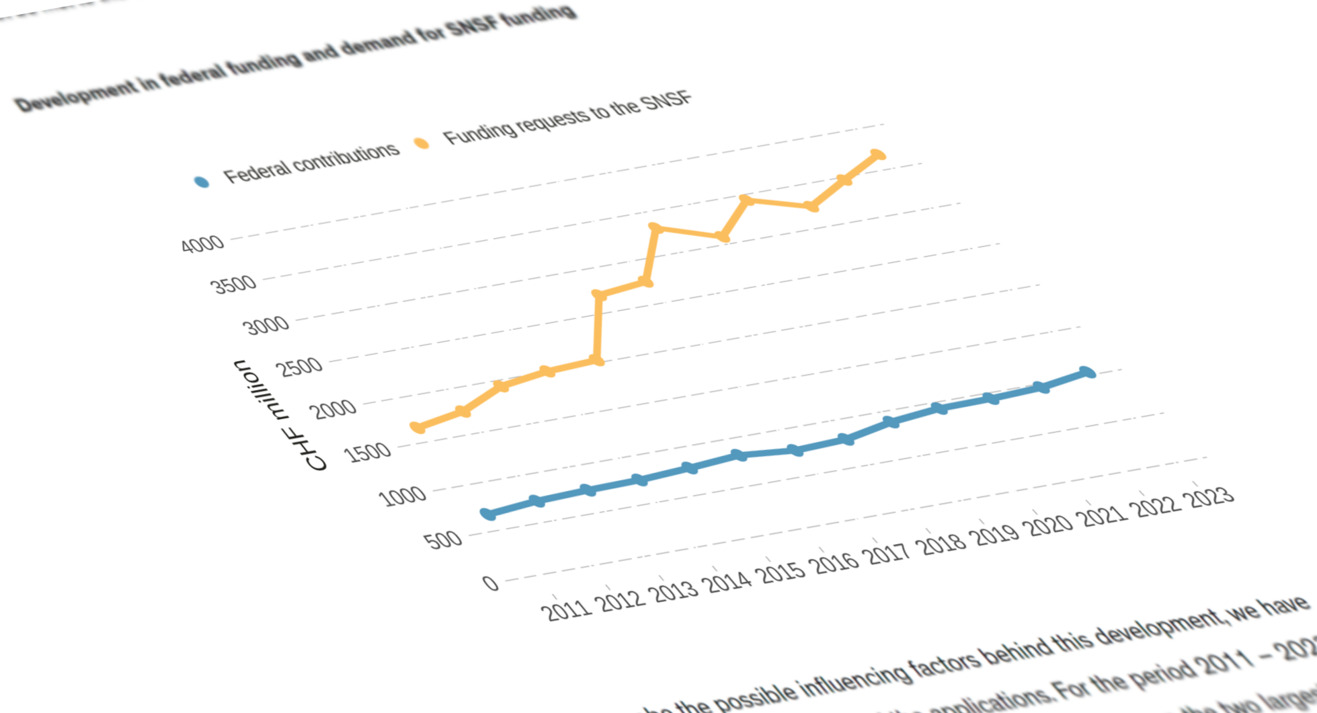 Development in federal funding and demand for SNSF funding
Federal contributions
Funding requests to the SNSF
4000
3500
3000
2500
2000
1500
1000
500
0
CHF million
2011 2012 2013 2014 2015 2016 2017 2018 2019 2020 2021 2022 2023
the possible influencing factors behind this development, we have
applications. For the period 2011 –
the two